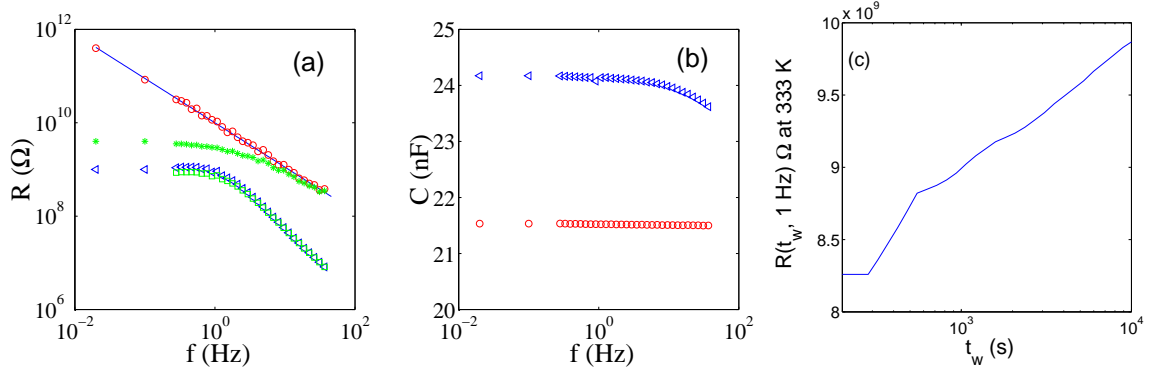 (a)
10^12
10^10
10^8
10^6
R (Ω)
10^-2
10^0
10^2
f (Hz)
(b)
25
24
23
22
21
20
C (nF)
10^-2
10^0
10^2
f (Hz)
x 10^9
(c)
10
9.5
9
8.5
8
R(t_w, 1 Hz) Ω at 333 K
10^3
10^4
t_w (s)